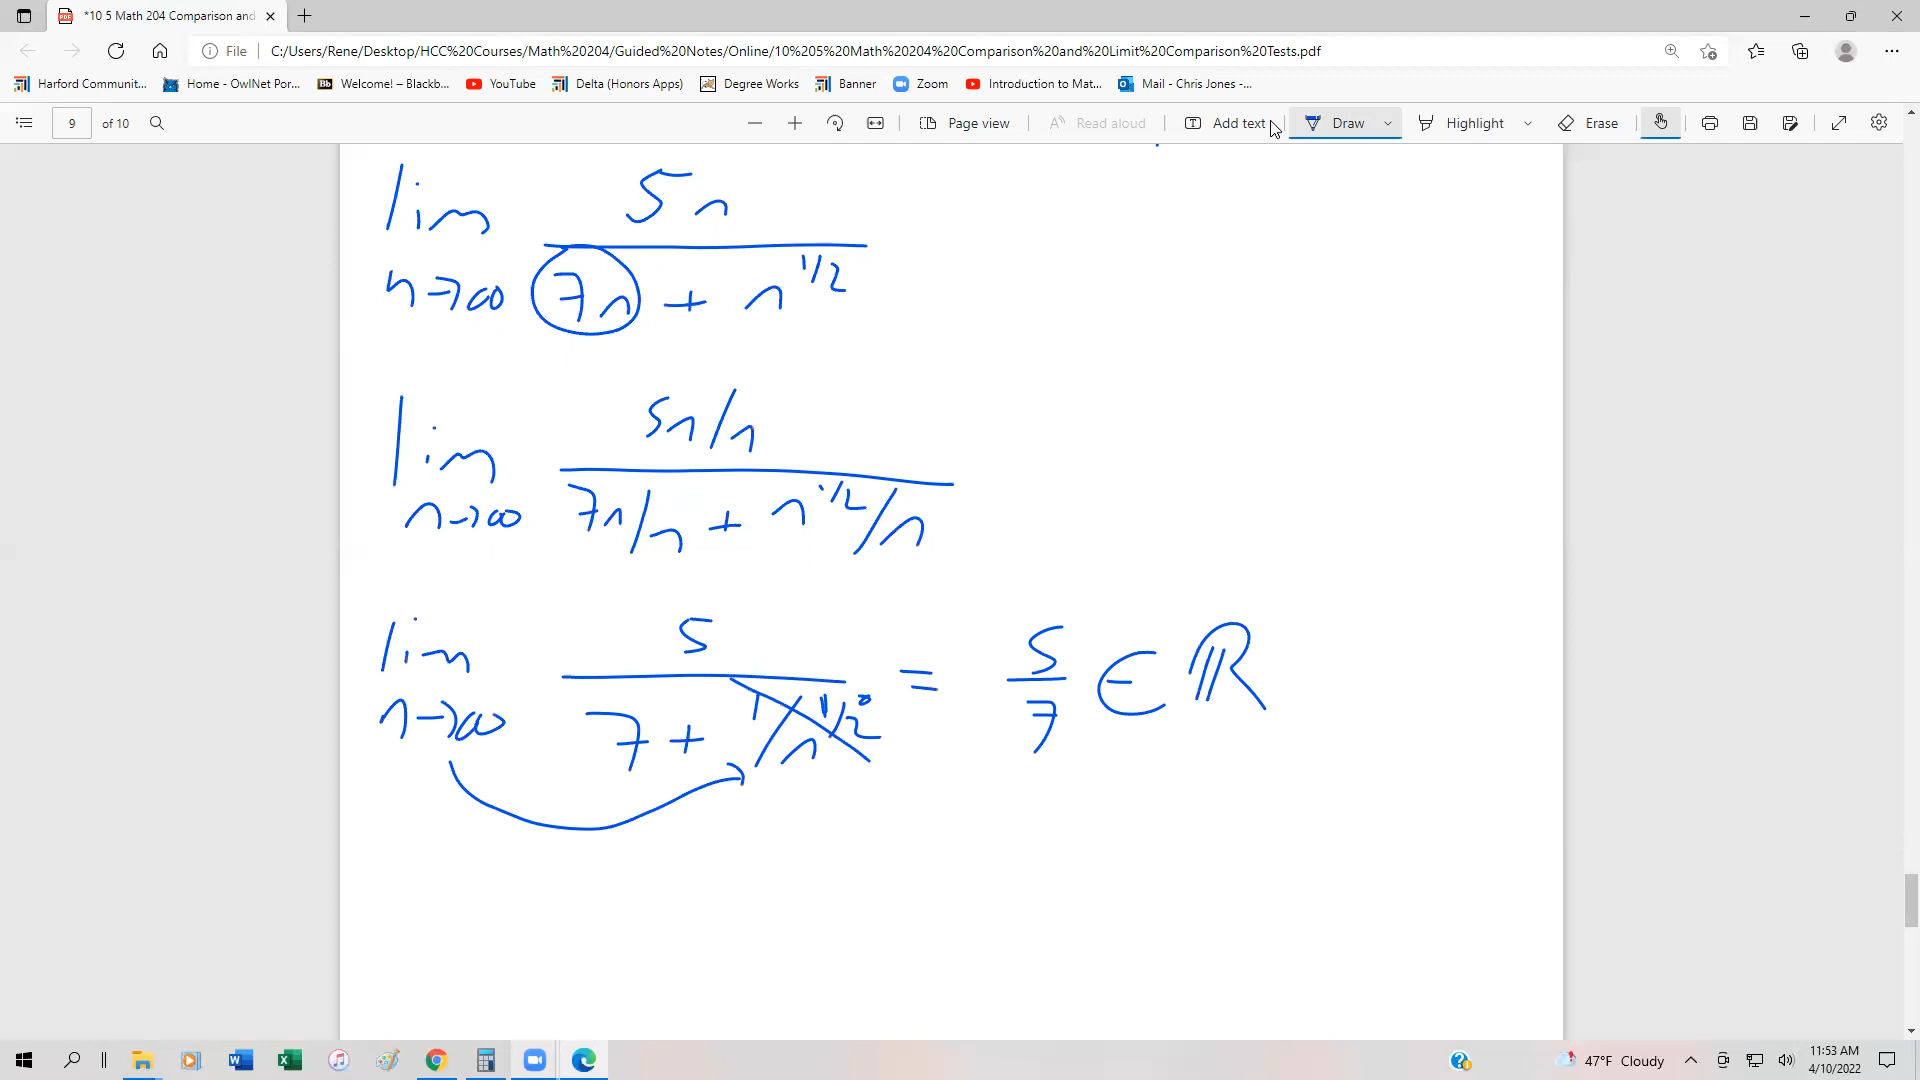 *10 5 Math 204 Comparison and
File C:/Users/Rene/Desktop/HCC%20Courses/Math%20204/Guided%20Notes/Online/10%205%20Math%20204%20Comparison%20and%20Limit%20Comparison%20Tests.pdf
Harford Communit... Home - OwlNet Por... Bb Welcome! – Blackb... YouTube Delta (Honors Apps) Degree Works Banner Zoom Introduction to Mat... Mail - Chris Jones -...
9 of 10 Page view Read aloud Add text Draw Highlight Erase
lim 5n
n→∞ 7n + n^1/2
lim 5n/n
n→∞ 7n/n + n^1/2/n
lim 5 = 5 ∈ ℝ
n→∞ 7 + 1/n^1/2 0 7
47°F Cloudy 11:53 AM
4/10/2022